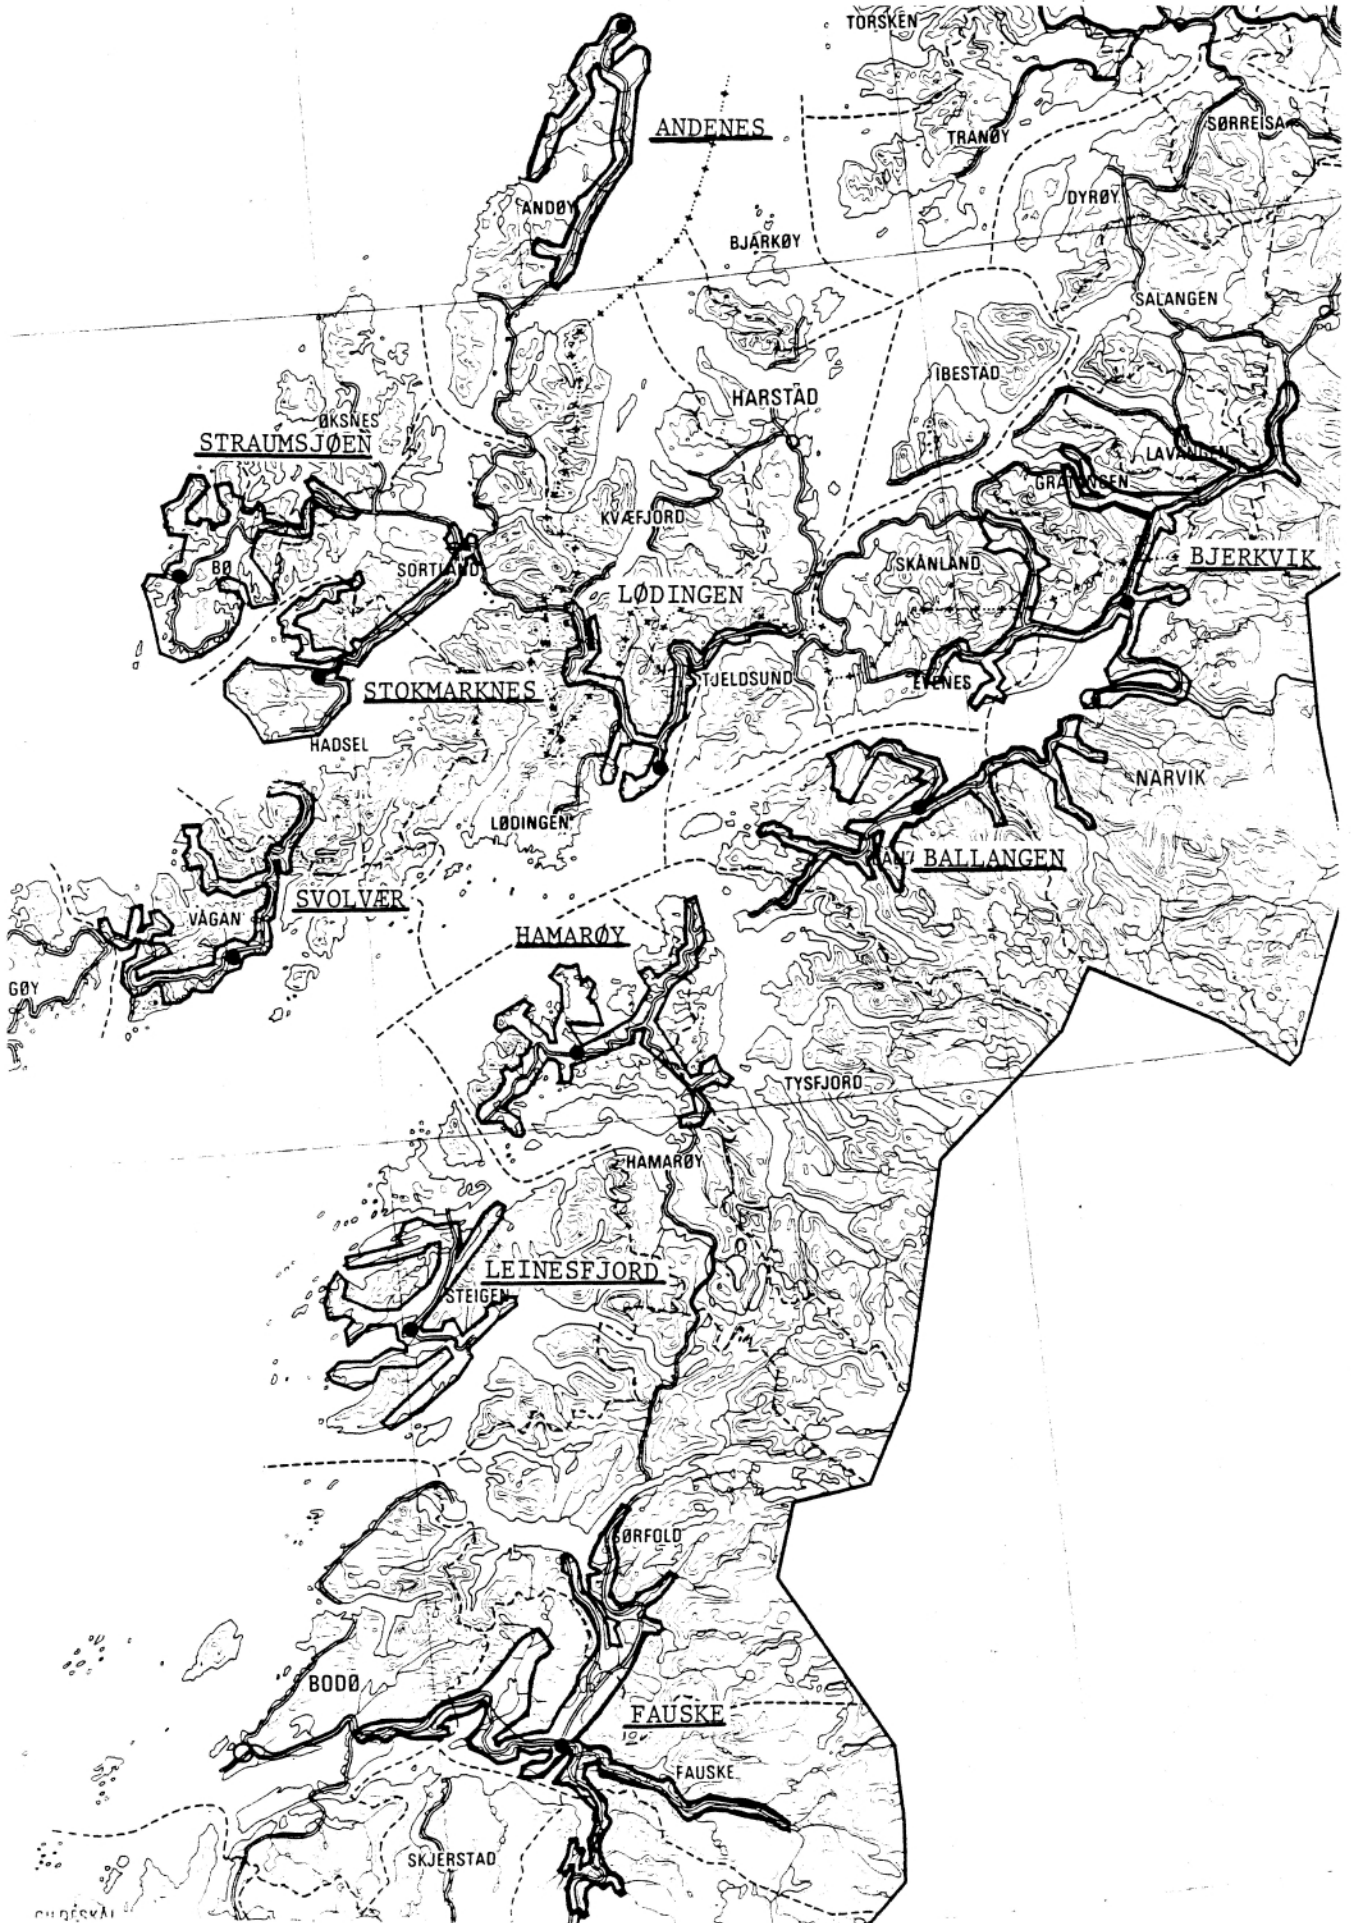 TORSKEN
ANDENES
SØRREISA
TRANØY
DYRØY
ANDØY
BJARKØY
SALANGEN
IBESTAD
HARSTAD
ØKSNES
STRAUMSJØEN
LAVANGEN
GRATANGEN
KVÆFJORD
BJERKVIK
SKÅNLAND
BØ
SORTLAND
LØDINGEN
TJELDSUND
EVENES
STOKMARKNES
HADSEL
NARVIK
LØDINGEN
BALLANGEN
SVOLVÆR
VÅGAN
HAMARØY
GØY
TYSFJORD
HAMARØY
LEINESFJORD
STEIGEN
SØRFOLD
BODØ
FAUSKE
FAUSKE
SKJERSTAD